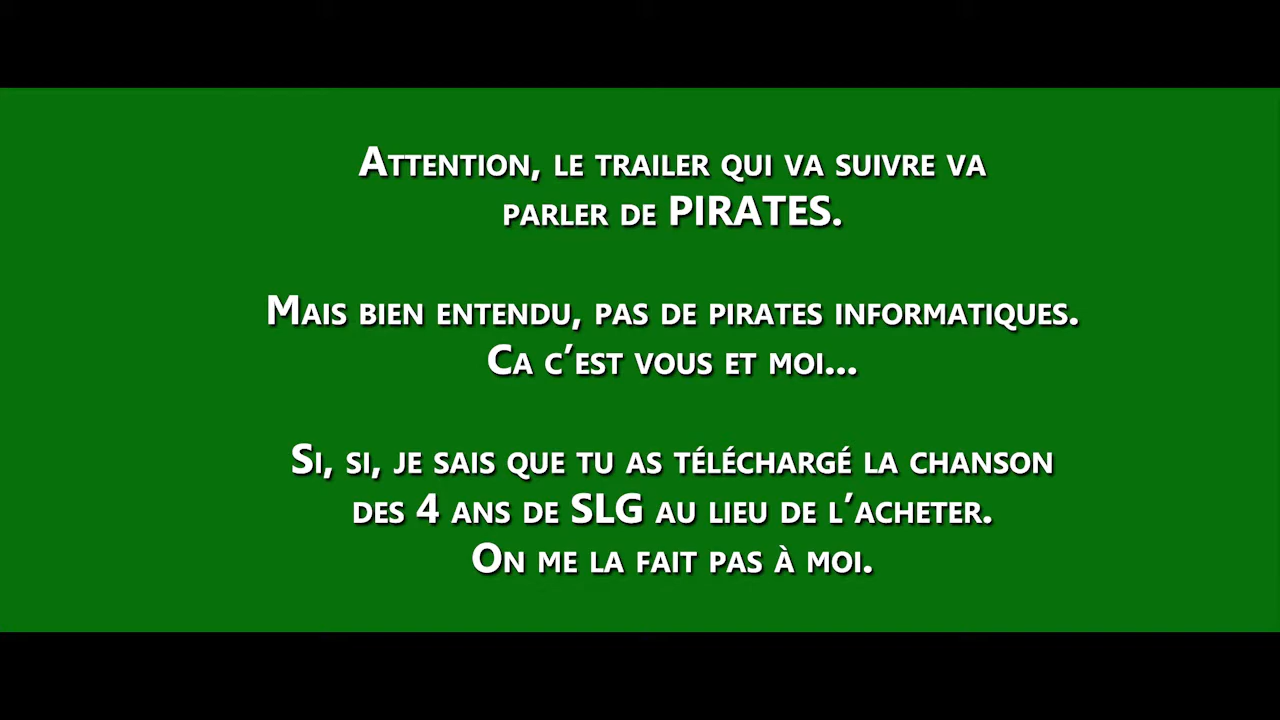 Attention, le trailer qui va suivre va
parler de PIRATES.
Mais bien entendu, pas de pirates informatiques.
Ca c’est vous et moi...
Si, si, je sais que tu as téléchargé la chanson
des 4 ans de SLG au lieu de l’acheter.
On me la fait pas à moi.